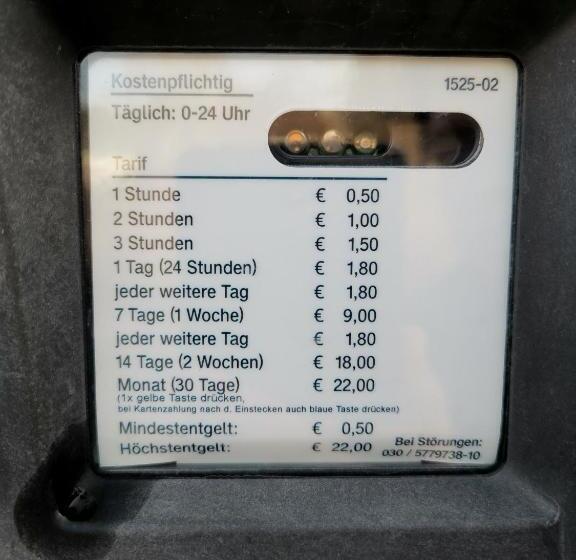 Kostenpflichtig 1525-02
Täglich: 0-24 Uhr
Tarif
1 Stunde € 0,50
2 Stunden € 1,00
3 Stunden € 1,50
1 Tag (24 Stunden) € 1,80
jeder weitere Tag € 1,80
7 Tage (1 Woche) € 9,00
jeder weitere Tag € 1,80
14 Tage (2 Wochen) € 18,00
Monat (30 Tage) € 22,00
(1x gelbe Taste drücken,
bei Kartenzahlung nach d. Einstecken auch blaue Taste drücken)
Mindestentgelt: € 0,50
Höchstentgelt: € 22,00
Bei Störungen:
030 / 5779738-10